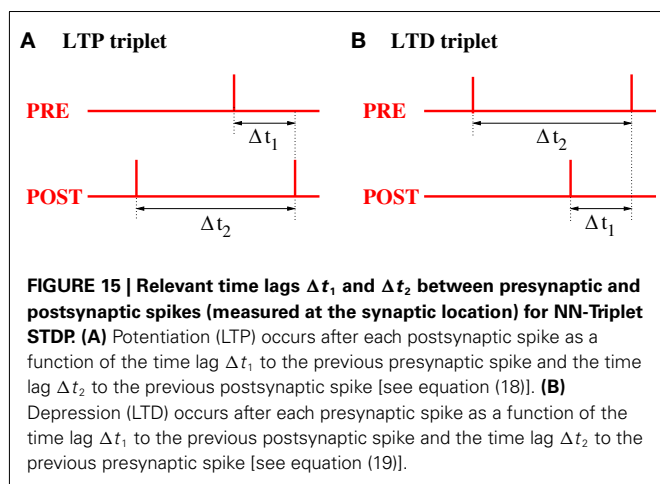 A LTP triplet
B LTD triplet
PRE
Δt₁
Δt₂
POST
Δt₂
Δt₁
FIGURE 15 | Relevant time lags Δt₁ and Δt₂ between presynaptic and
postsynaptic spikes (measured at the synaptic location) for NN-Triplet
STDP. (A) Potentiation (LTP) occurs after each postsynaptic spike as a
function of the time lag Δt₁ to the previous presynaptic spike and the time
lag Δt₂ to the previous postsynaptic spike [see equation (18)]. (B)
Depression (LTD) occurs after each presynaptic spike as a function of the
time lag Δt₁ to the previous postsynaptic spike and the time lag Δt₂ to the
previous presynaptic spike [see equation (19)].